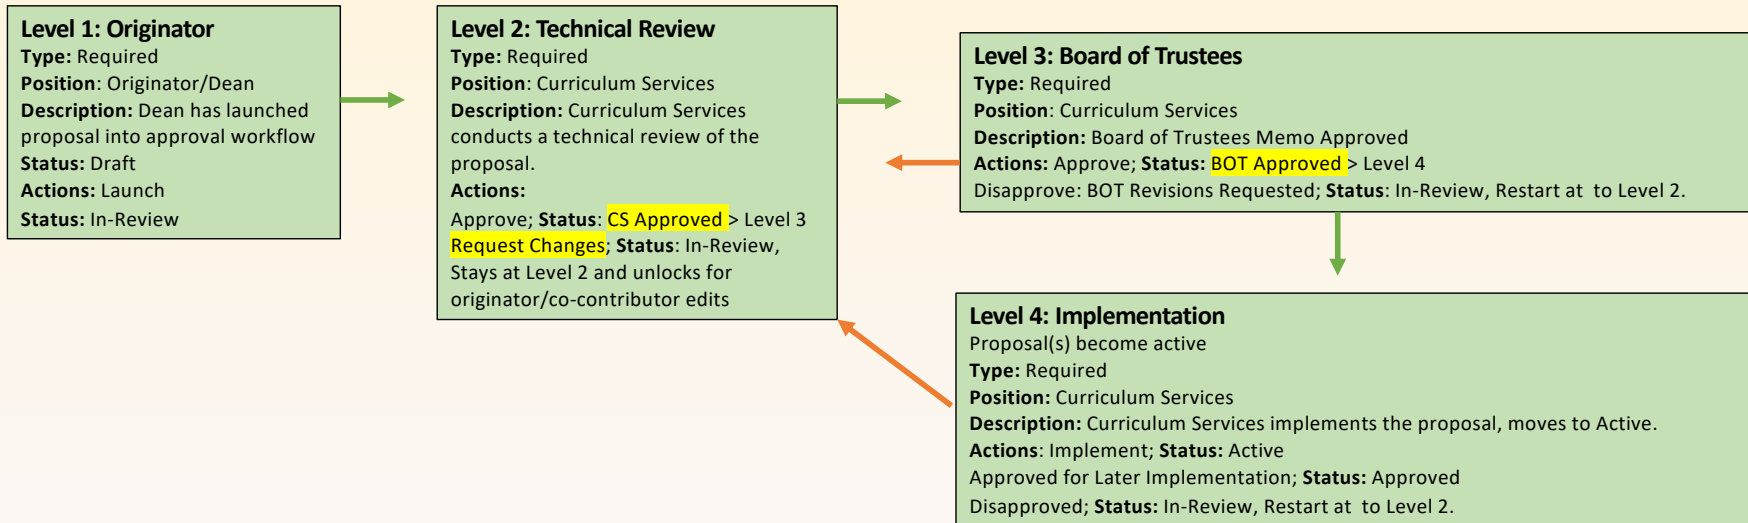 Level 1: Originator
Type: Required
Position: Originator/Dean
Description: Dean has launched
proposal into approval workflow
Status: Draft
Actions: Launch
Status: In-Review
Level 2: Technical Review
Type: Required
Position: Curriculum Services
Description: Curriculum Services
conducts a technical review of the
proposal.
Actions:
Approve; Status: CS Approved > Level 3
Request Changes; Status: In-Review,
Stays at Level 2 and unlocks for
originator/co-contributor edits
Level 3: Board of Trustees
Type: Required
Position: Curriculum Services
Description: Board of Trustees Memo Approved
Actions: Approve; Status: BOT Approved > Level 4
Disapprove: BOT Revisions Requested; Status: In-Review, Restart at  to Level 2.
Level 4: Implementation
Proposal(s) become active
Type: Required
Position: Curriculum Services
Description: Curriculum Services implements the proposal, moves to Active.
Actions: Implement; Status: Active
Approved for Later Implementation; Status: Approved
Disapproved; Status: In-Review, Restart at  to Level 2.